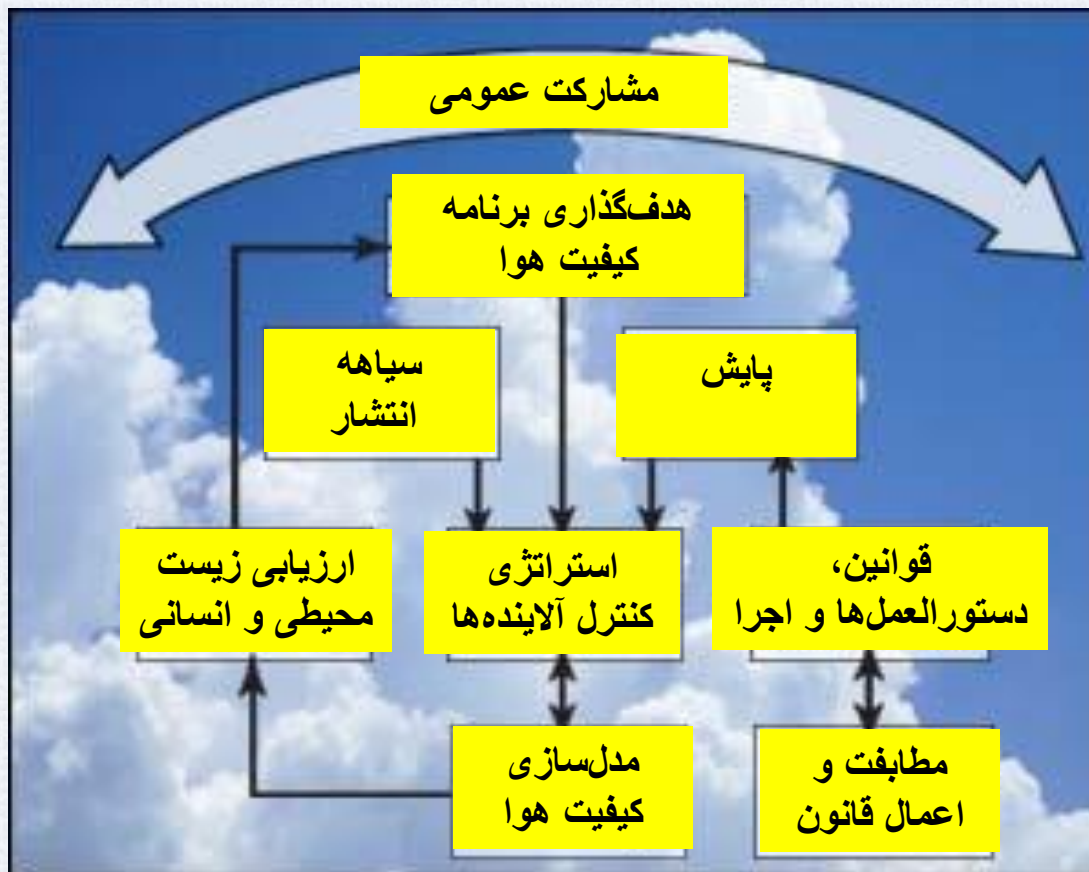 مشارکت عمومی
هدف‌گذاری برنامه
کیفیت هوا
سیاهه
انتشار
پایش
ارزیابی زیست
محیطی و انسانی
استراتژی
کنترل آلاینده‌ها
قوانین،
دستورالعمل‌ها و اجرا
مدل‌سازی
کیفیت هوا
مطابفت و
اعمال قانون